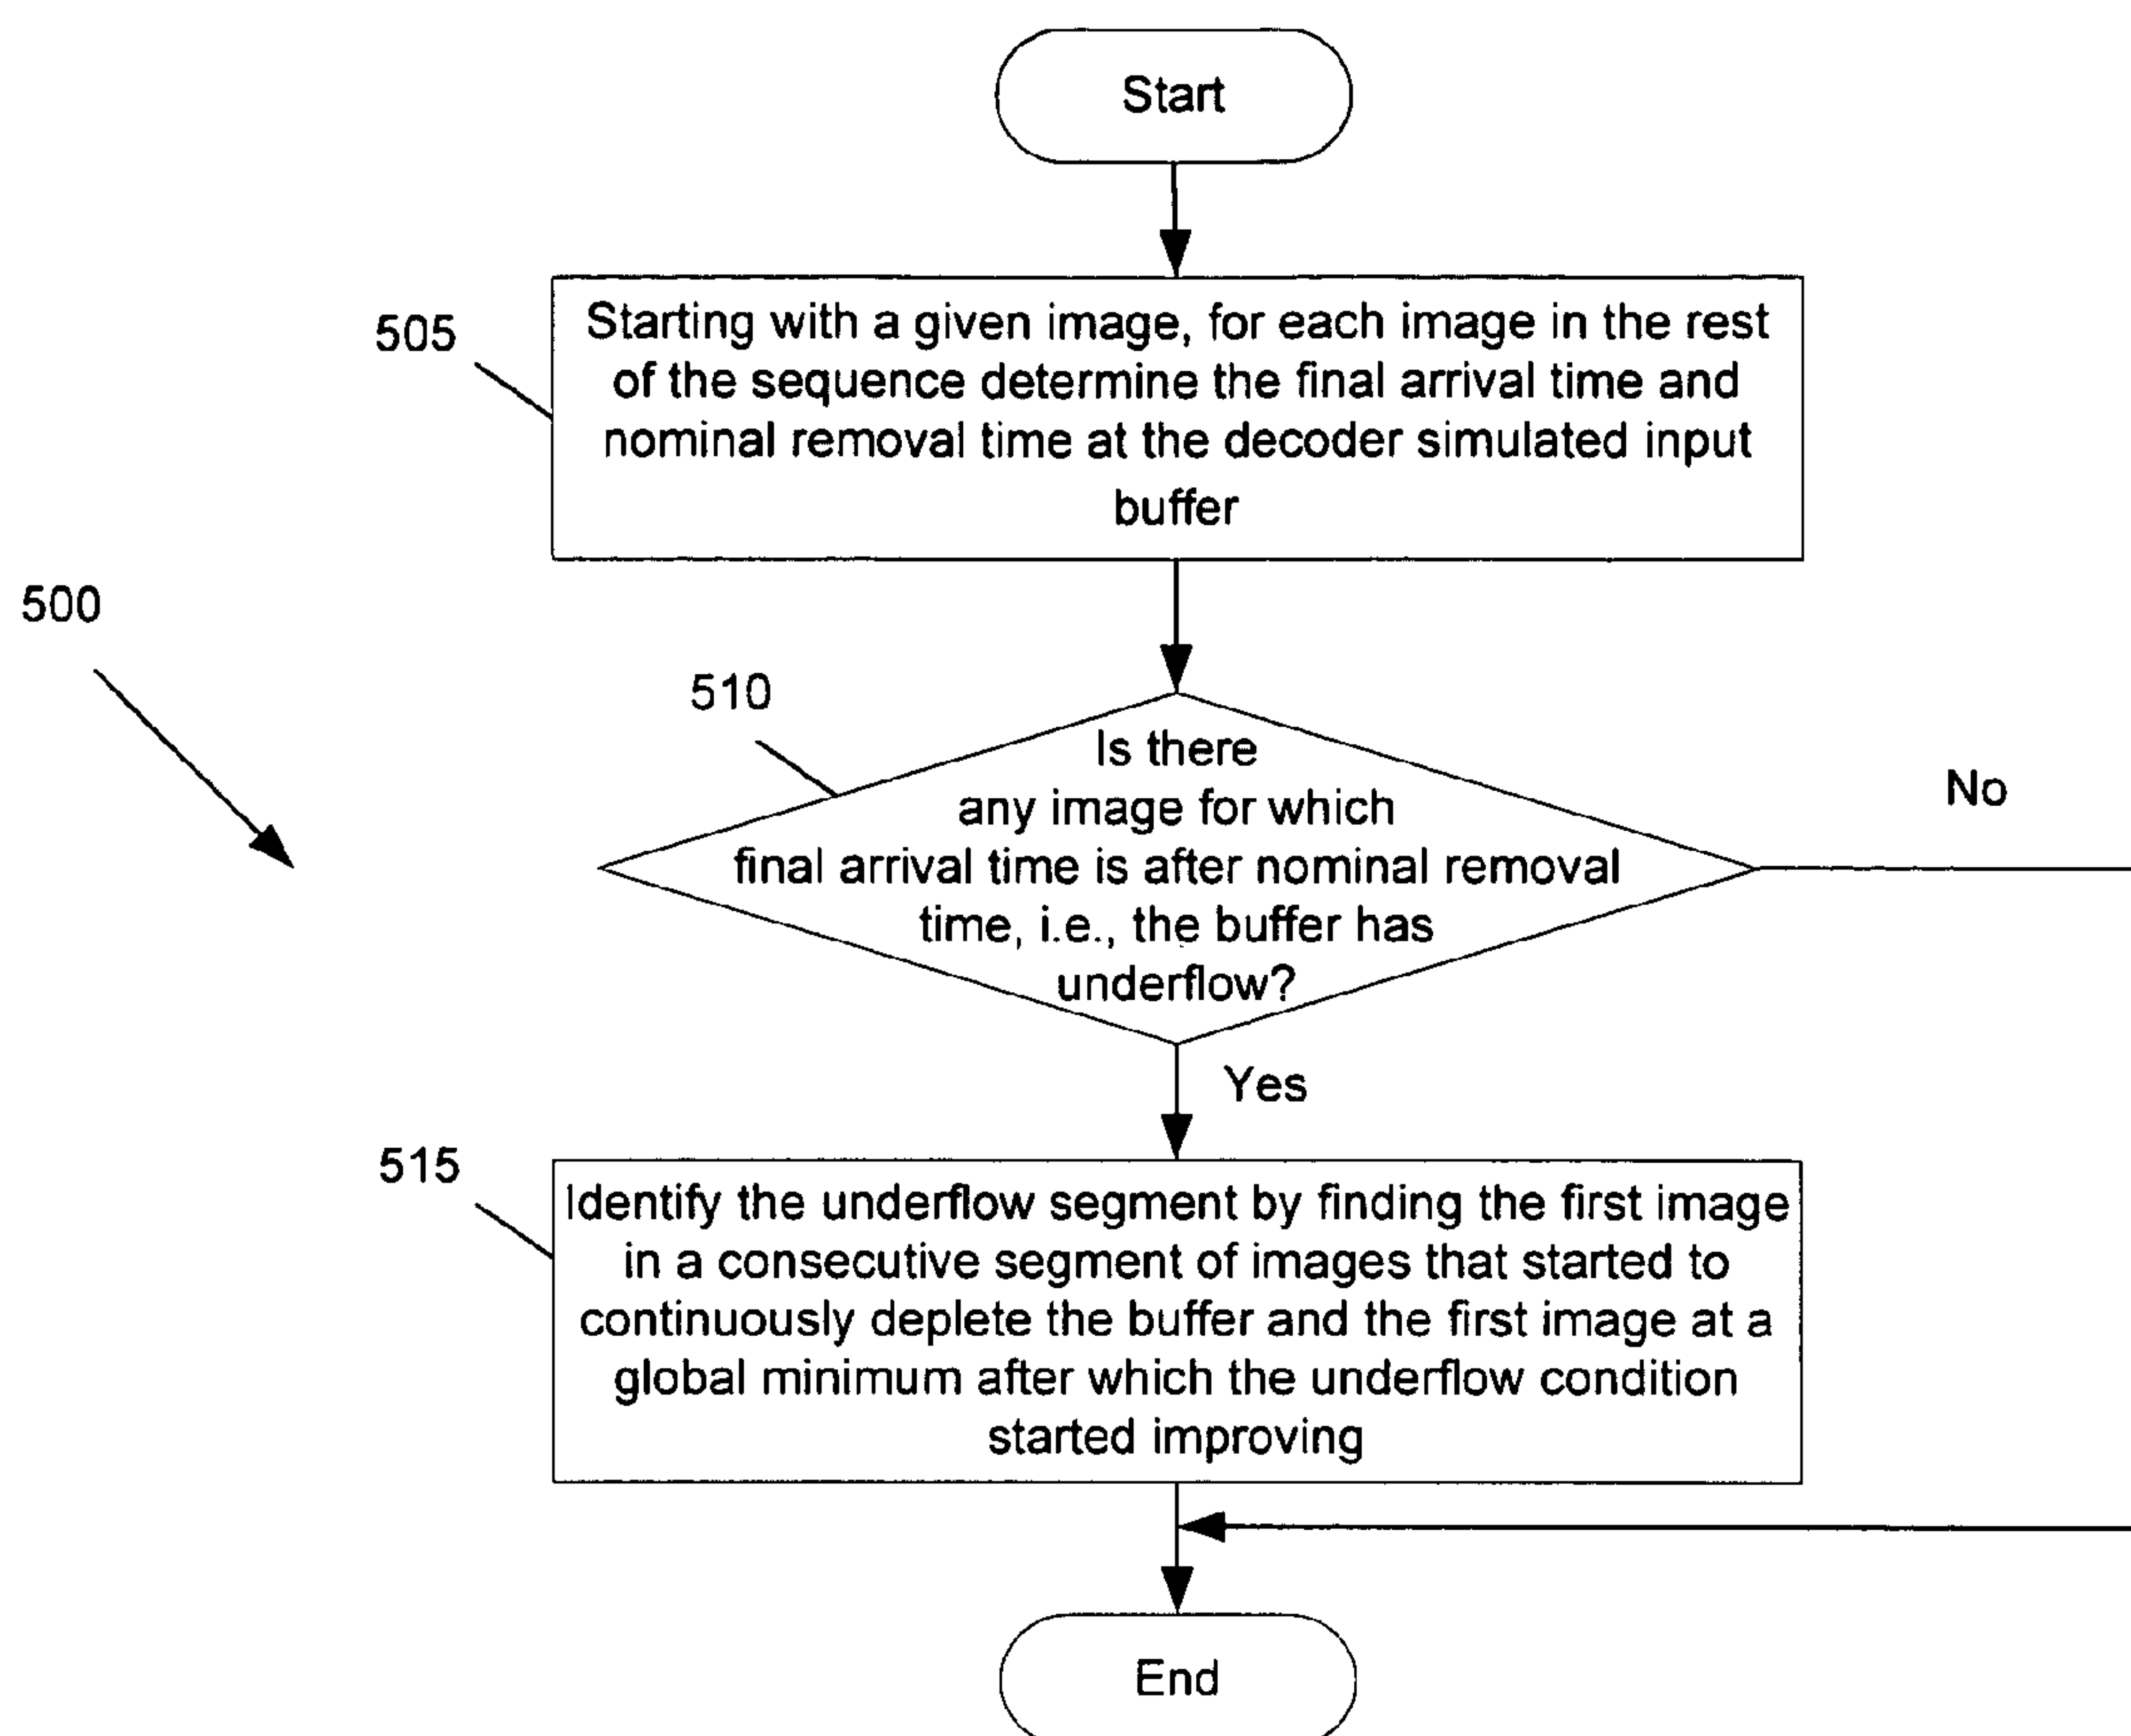 Start
505
Starting with a given image, for each image in the rest
of the sequence determine the final arrival time and
nominal removal time at the decoder simulated input
buffer
500
510
Is there
any image for which
final arrival time is after nominal removal
time, i.e., the buffer has
underflow?
No
Yes
515
Identify the underflow segment by finding the first image
in a consecutive segment of images that started to
continuously deplete the buffer and the first image at a
global minimum after which the underflow condition
started improving
End